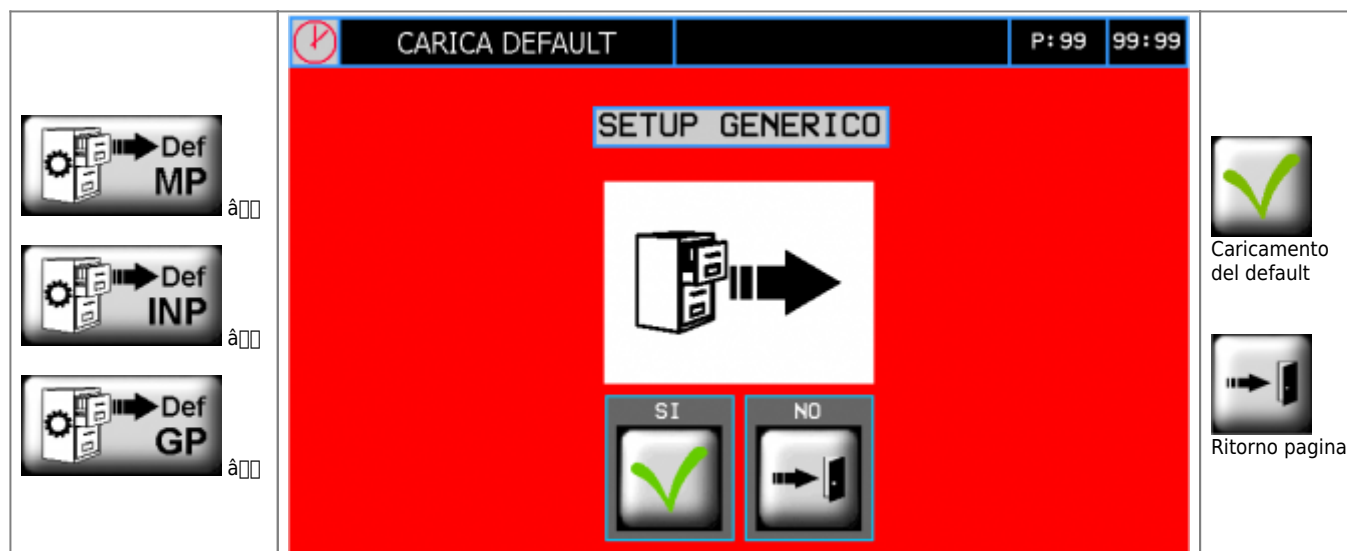 Def
MP
â
Def
INP
â
Def
GP
â
CARICA DEFAULT
P:99
99:99
SETUP GENERICO
SI
NO
Caricamento
del default
Ritorno pagina